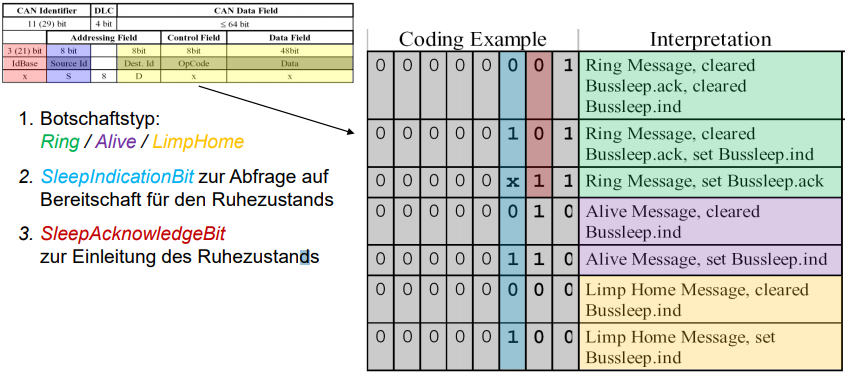 CAN Identifier DLC CAN Data Field
11 (29) bit 4 bit ≤ 64 bit
Addressing Field Control Field Data Field
3 (21) bit 8 bit 8bit 8bit 48bit
IdBase Source Id Dest. Id OpCode Data
x S 8 D x x
1. Botschaftstyp:
Ring / Alive / LimpHome
2. SleepIndicationBit zur Abfrage auf
Bereitschaft für den Ruhezustands
3. SleepAcknowledgeBit
zur Einleitung des Ruhezustands
Coding Example Interpretation
0 0 0 0 0 0 0 1 Ring Message, cleared
Bussleep.ack, cleared
Bussleep.ind
0 0 0 0 0 1 0 1 Ring Message, cleared
Bussleep.ack, set Bussleep.ind
0 0 0 0 0 x 1 1 Ring Message, set Bussleep.ack
0 0 0 0 0 0 1 0 Alive Message, cleared
Bussleep.ind
0 0 0 0 0 1 1 0 Alive Message, set Bussleep.ind
0 0 0 0 0 0 0 0 Limp Home Message, cleared
Bussleep.ind
0 0 0 0 0 1 0 0 Limp Home Message, set
Bussleep.ind